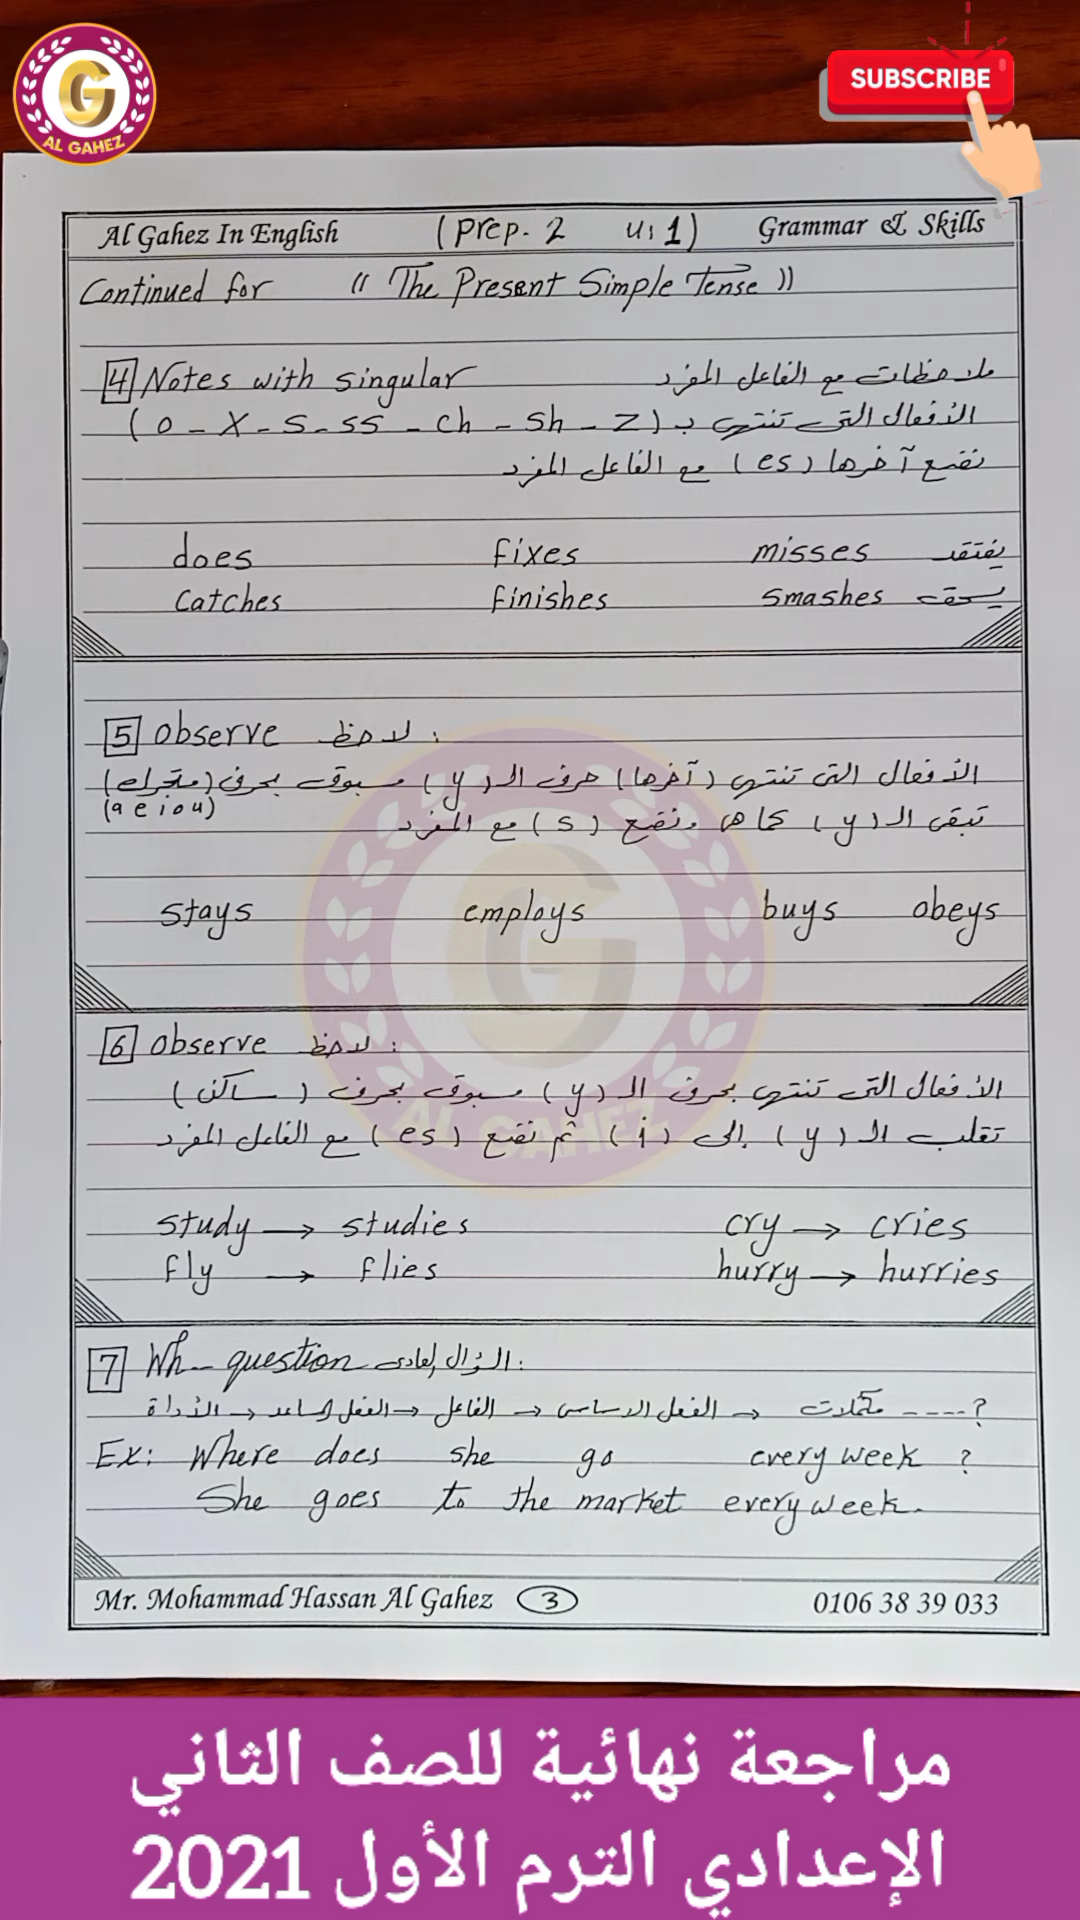 AL GAHEZ
SUBSCRIBE
Al Gahez In English (Prep. 2 U: 1) Grammar & Skills
Continued for (( The Present Simple Tense ))
4 Notes with singular ملاحظات مع الفاعل المفرد
الأفعال التى تنتهى بـ (o - x - s - ss - ch - sh - z)
نضع آخرها (es) مع الفاعل المفرد
does fixes misses يفتقد
catches finishes smashes يسحق
5 observe لاحظ :
الأفعال التى تنتهى (آخرها) حرف الـ (y) مسبوق بحرف (متحرك)
(a e i o u)
تبقى الـ (y) كما هى ونضع (s) مع المفرد
stays employs buys obeys
6 observe لاحظ :
الأفعال التى تنتهى بحرف الـ (y) مسبوق بحرف (ساكن)
تقلب الـ (y) إلى (i) ثم نضع (es) مع الفاعل المفرد
study → studies cry → cries
fly → flies hurry → hurries
7 Wh- question السؤال العادى :
الأداة → الفعل المساعد → الفاعل → الفعل الاساسى → مكملات ----?
Ex: Where does she go every week ?
She goes to the market every week.
Mr. Mohammad Hassan Al Gahez 3 0106 38 39 033
AL GAHEZ
مراجعة نهائية للصف الثاني
الإعدادي الترم الأول 2021